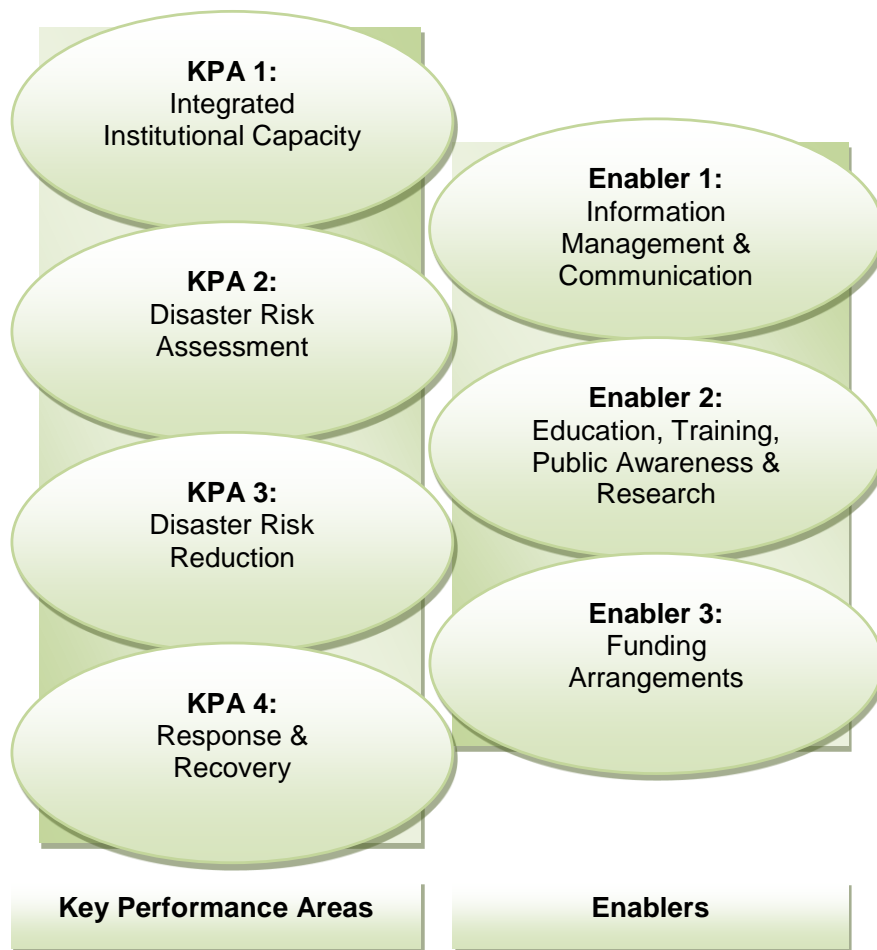 KPA 1:
Integrated
Institutional Capacity
KPA 2:
Disaster Risk
Assessment
KPA 3:
Disaster Risk
Reduction
KPA 4:
Response &
Recovery
Key Performance Areas
Enabler 1:
Information
Management &
Communication
Enabler 2:
Education, Training,
Public Awareness &
Research
Enabler 3:
Funding
Arrangements
Enablers